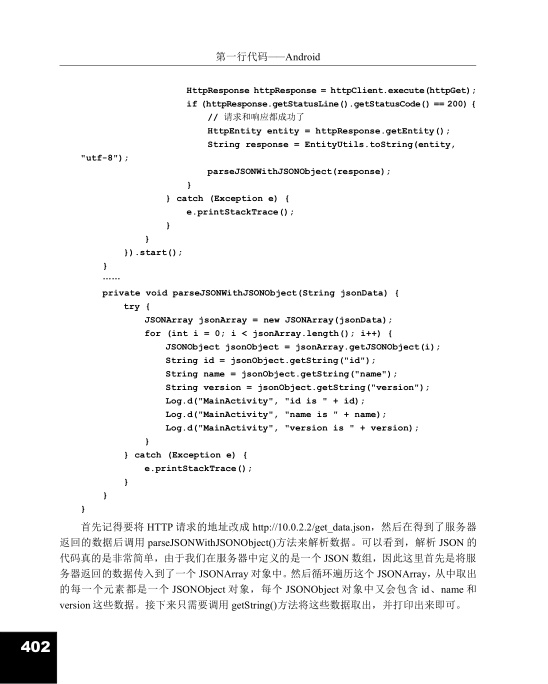 第一行代码——Android
HttpResponse httpResponse = httpClient.execute(httpGet);
if (httpResponse.getStatusLine().getStatusCode() == 200) {
// 请求和响应都成功了
HttpEntity entity = httpResponse.getEntity();
String response = EntityUtils.toString(entity,
"utf-8");
parseJSONWithJSONObject(response);
}
} catch (Exception e) {
e.printStackTrace();
}
}
}).start();
}
……
private void parseJSONWithJSONObject(String jsonData) {
try {
JSONArray jsonArray = new JSONArray(jsonData);
for (int i = 0; i < jsonArray.length(); i++) {
JSONObject jsonObject = jsonArray.getJSONObject(i);
String id = jsonObject.getString("id");
String name = jsonObject.getString("name");
String version = jsonObject.getString("version");
Log.d("MainActivity", "id is " + id);
Log.d("MainActivity", "name is " + name);
Log.d("MainActivity", "version is " + version);
}
} catch (Exception e) {
e.printStackTrace();
}
}
}
首先记得要将 HTTP 请求的地址改成 http://10.0.2.2/get_data.json，然后在得到了服务器
返回的数据后调用 parseJSONWithJSONObject()方法来解析数据。可以看到，解析 JSON 的
代码真的是非常简单，由于我们在服务器中定义的是一个 JSON 数组，因此这里首先是将服
务器返回的数据传入到了一个 JSONArray 对象中。然后循环遍历这个 JSONArray，从中取出
的每一个元素都是一个 JSONObject 对象，每个 JSONObject 对象中又会包含 id、name 和
version 这些数据。接下来只需要调用 getString()方法将这些数据取出，并打印出来即可。
402